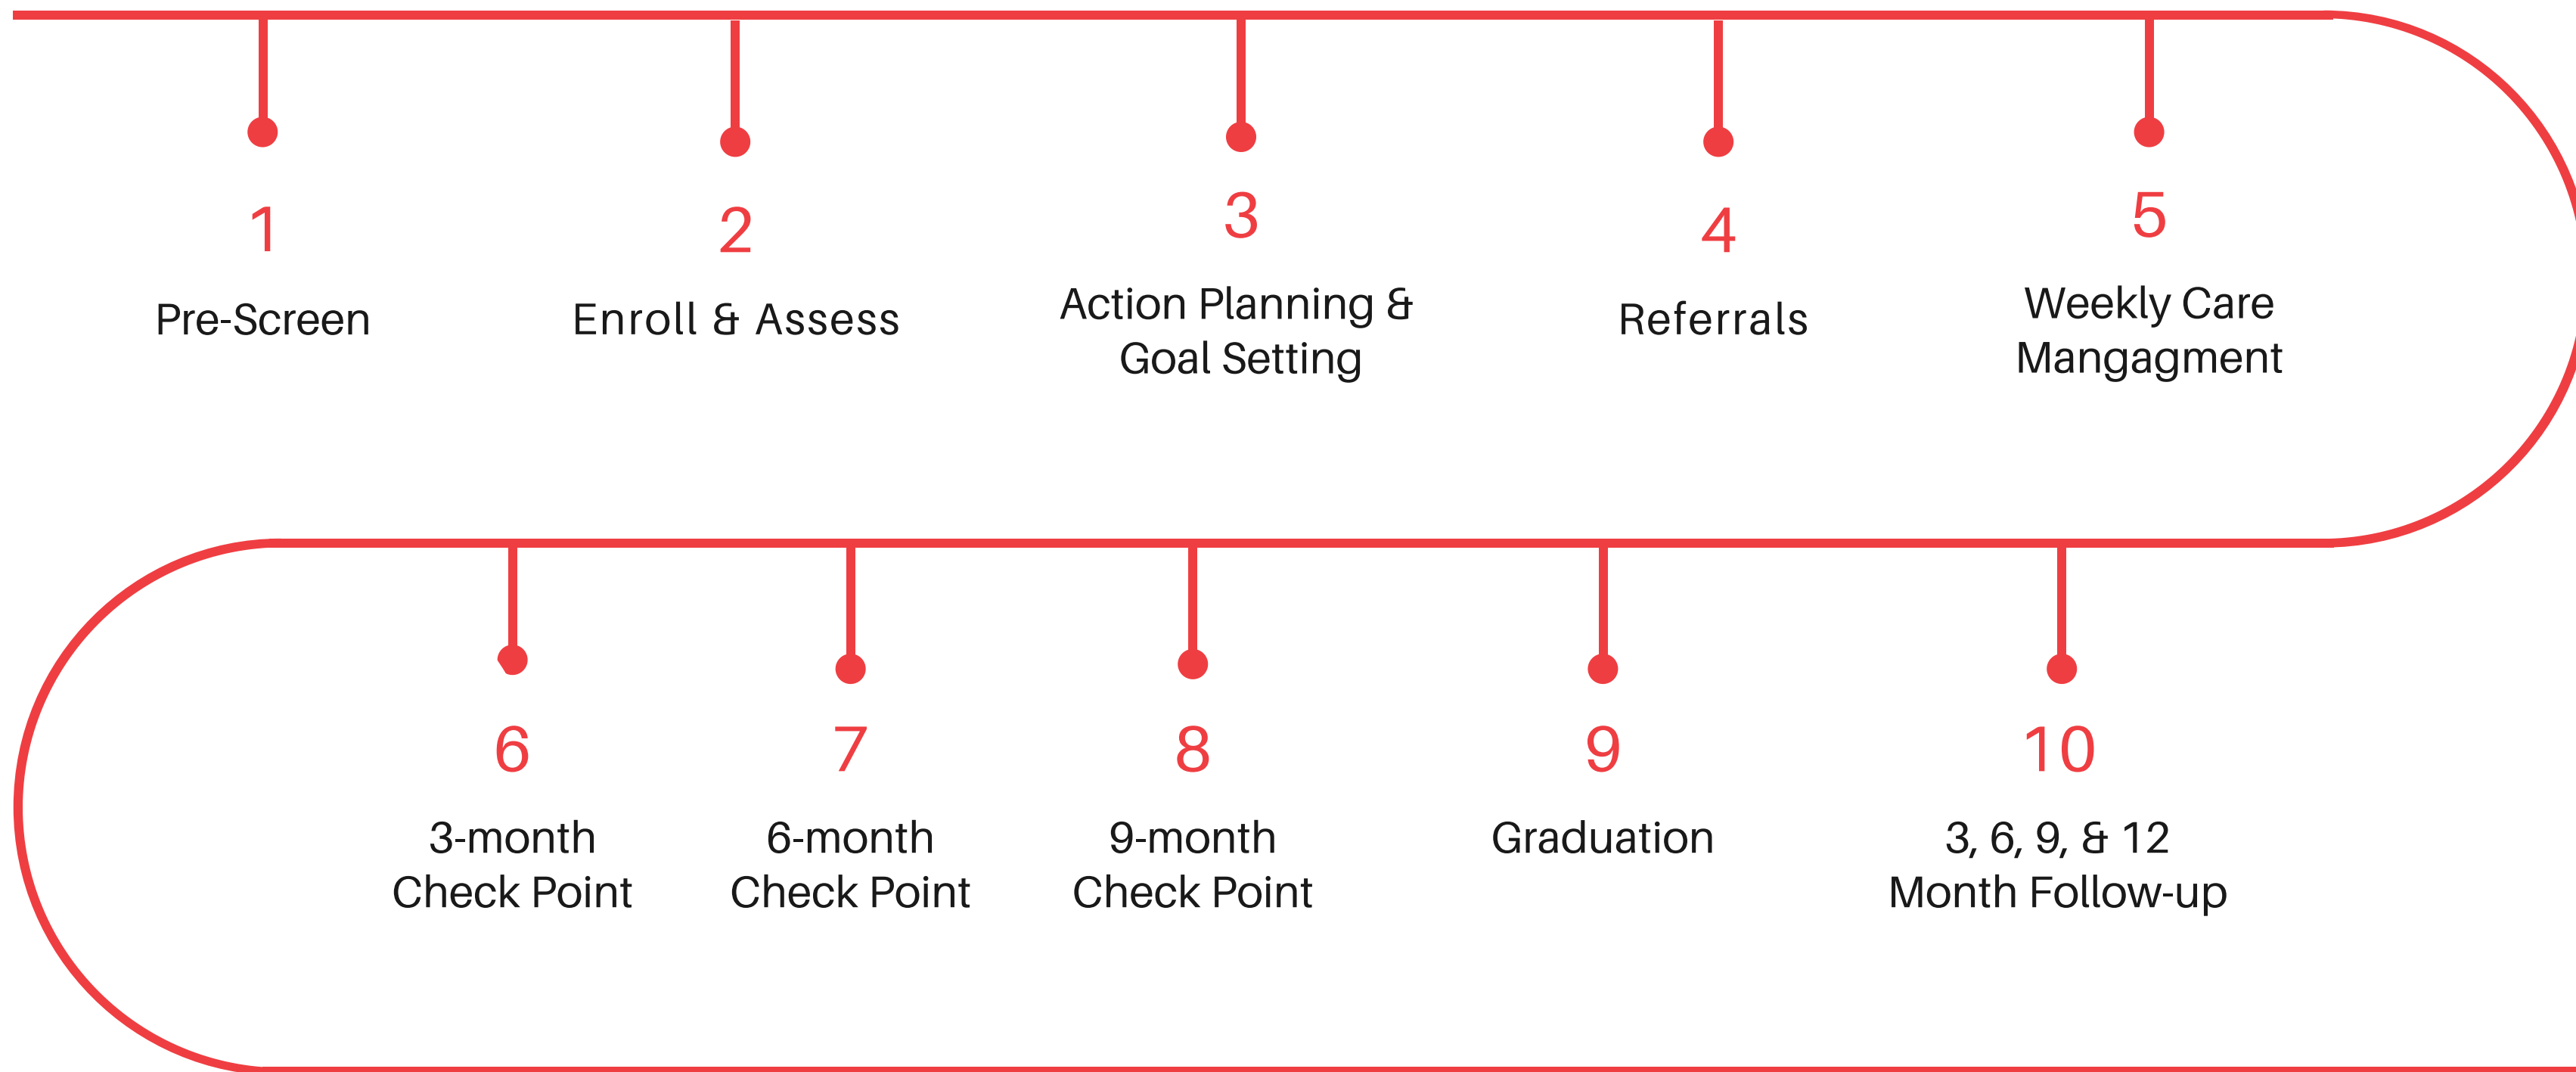 1
Pre-Screen
2
Enroll & Assess
3
Action Planning &
Goal Setting
4
Referrals
5
Weekly Care
Mangagment
6
3-month
Check Point
7
6-month
Check Point
8
9-month
Check Point
9
Graduation
10
3, 6, 9, & 12
Month Follow-up